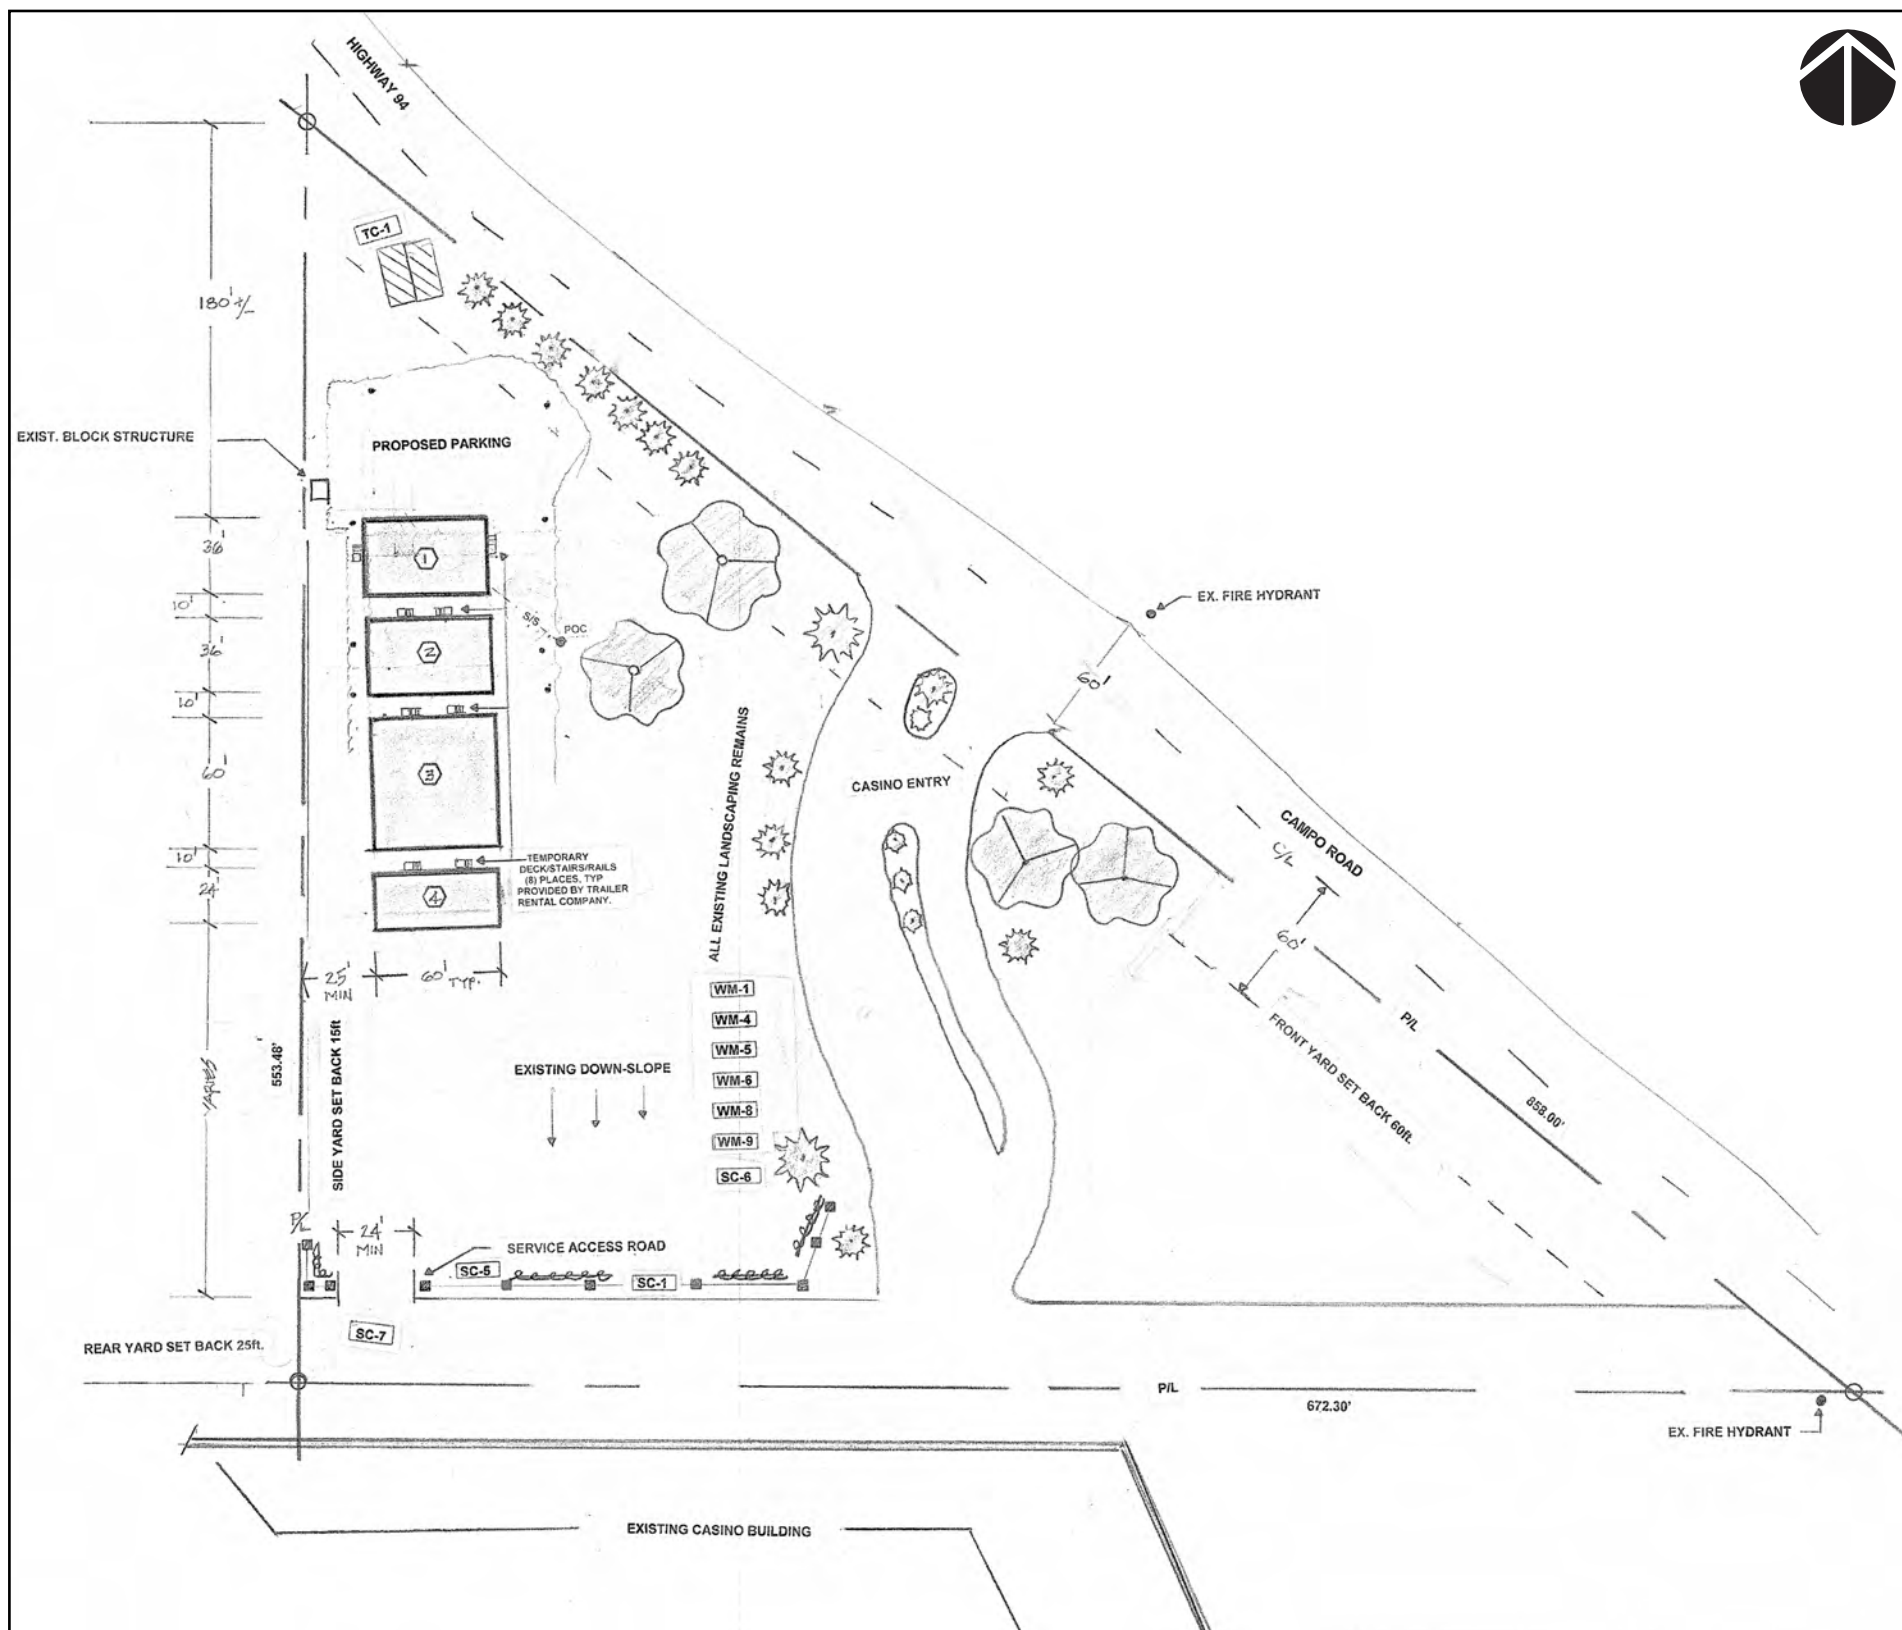 HIGHWAY 94
TC-1
180' +/-
EXIST. BLOCK STRUCTURE
PROPOSED PARKING
36'
1
10'
S/S
POC
EX. FIRE HYDRANT
36'
2
60'
10'
60'
3
ALL EXISTING LANDSCAPING REMAINS
CASINO ENTRY
CAMPO ROAD
C/L
10'
TEMPORARY
DECK/STAIRS/RAILS
(8) PLACES, TYP
PROVIDED BY TRAILER
RENTAL COMPANY.
24'
4
60'
25'
MIN
60' TYP.
WM-1
WM-4
WM-5
WM-6
WM-8
WM-9
SC-6
P/L
FRONT YARD SET BACK 60ft.
858.00'
553.48'
SIDE YARD SET BACK 15ft
VARIES
EXISTING DOWN-SLOPE
P/L
24'
MIN
SERVICE ACCESS ROAD
SC-5
SC-1
SC-7
REAR YARD SET BACK 25ft.
P/L
672.30'
EX. FIRE HYDRANT
EXISTING CASINO BUILDING